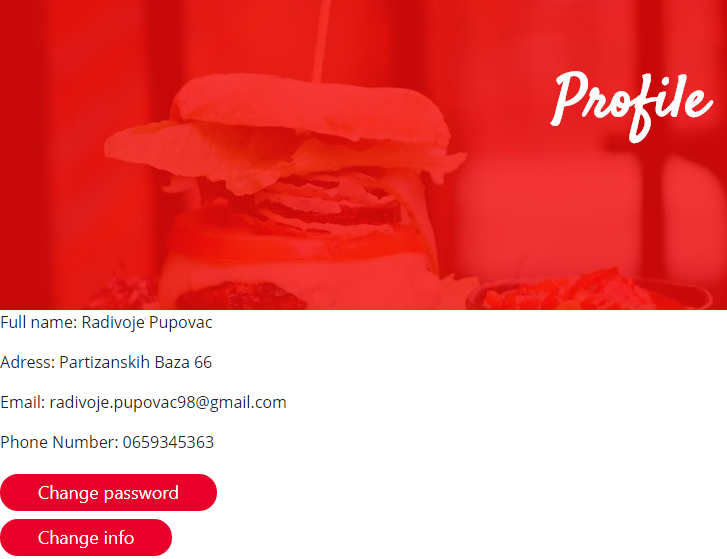 Profile
Full name: Radivoje Pupovac
Adress: Partizanskih Baza 66
Email: radivoje.pupovac98@gmail.com
Phone Number: 0659345363
Change password
Change info